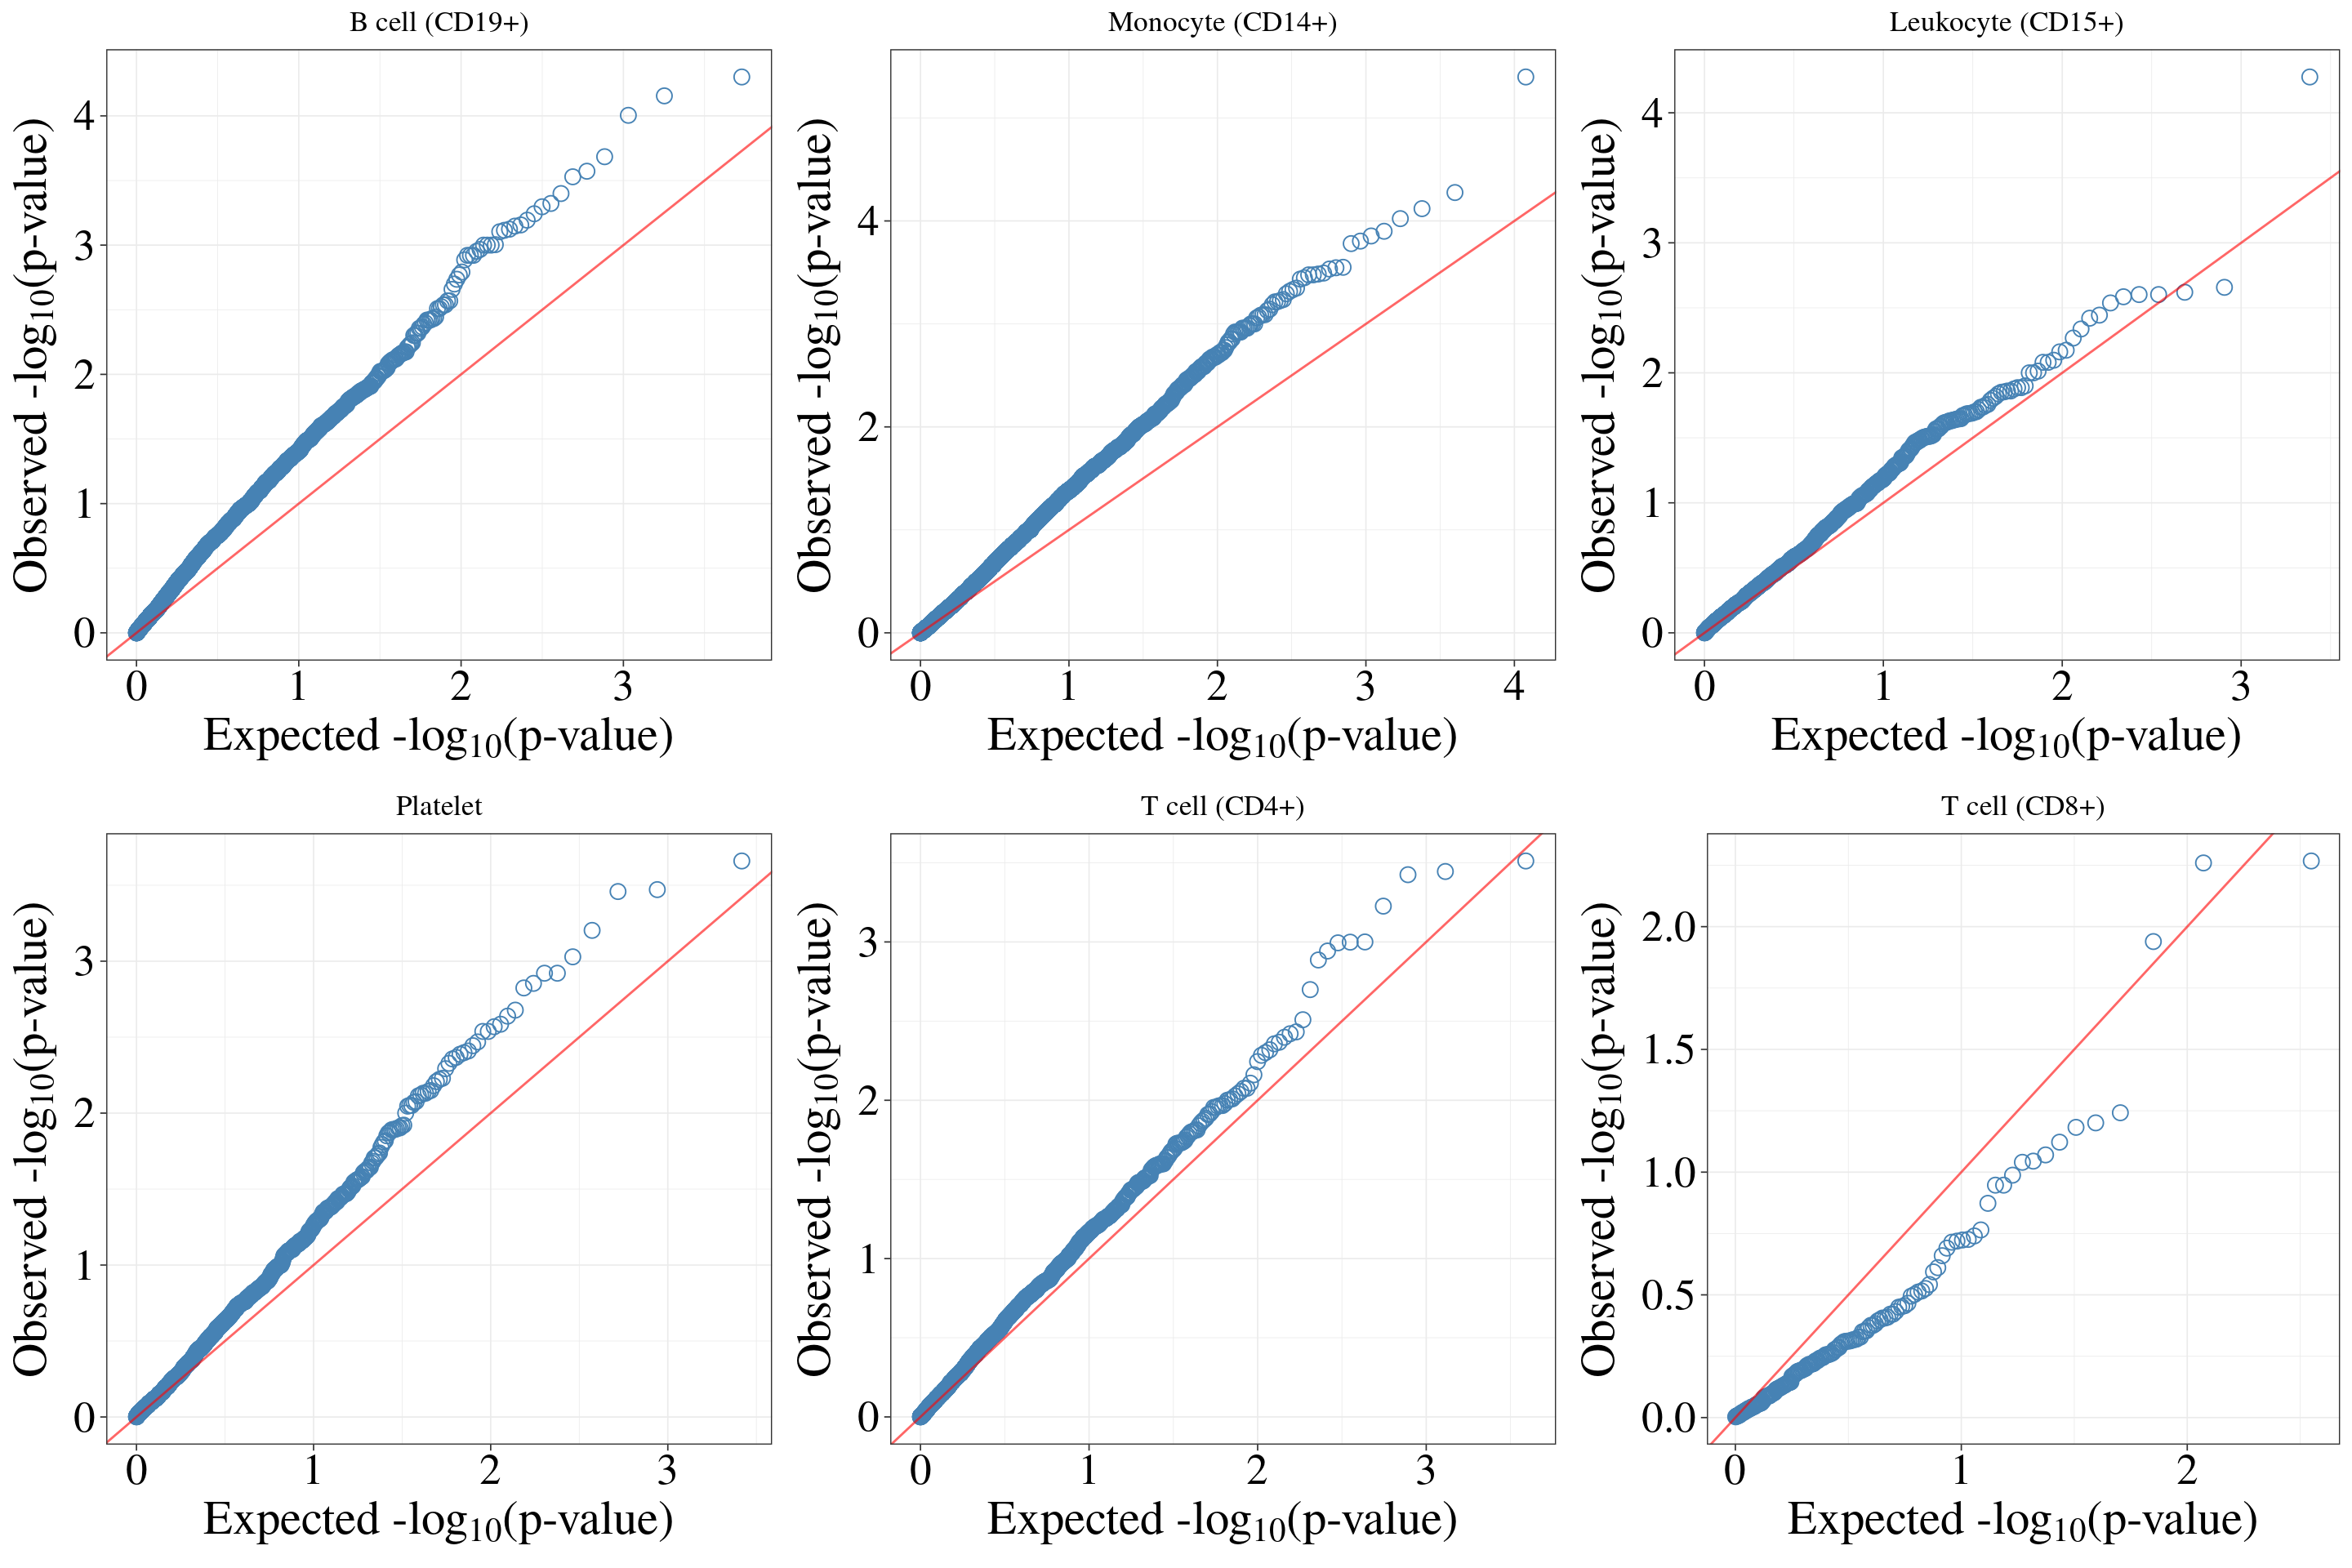 B cell (CD19+)
Observed -log10(p-value)
4
3
2
1
0
0 1 2 3
Expected -log10(p-value)
Monocyte (CD14+)
Observed -log10(p-value)
4
2
0
0 1 2 3 4
Expected -log10(p-value)
Leukocyte (CD15+)
Observed -log10(p-value)
4
3
2
1
0
0 1 2 3
Expected -log10(p-value)
Platelet
Observed -log10(p-value)
3
2
1
0
0 1 2 3
Expected -log10(p-value)
T cell (CD4+)
Observed -log10(p-value)
3
2
1
0
0 1 2 3
Expected -log10(p-value)
T cell (CD8+)
Observed -log10(p-value)
2.0
1.5
1.0
0.5
0.0
0 1 2
Expected -log10(p-value)